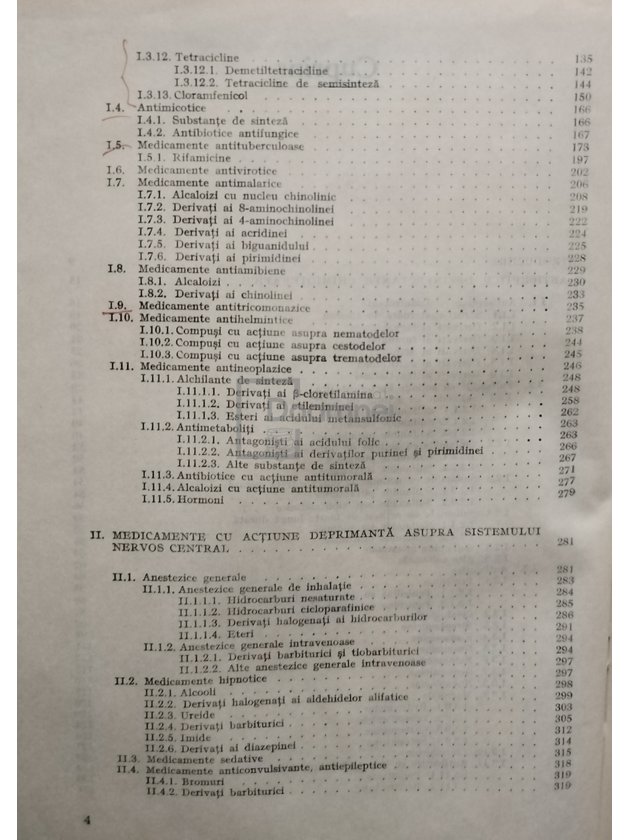 I.3.12. Tetracicline . . . . . . . . . . . . 135
I.3.12.1. Demetiltetracicline . . . . . . . . . . . . 142
I.3.12.2. Tetracicline de semisinteză . . . . . . . . . . . . 144
I.3.13. Cloramfenicol . . . . . . . . . . . . 150
I.4. Antimicotice . . . . . . . . . . . . 166
I.4.1. Substanțe de sinteză . . . . . . . . . . . . 166
I.4.2. Antibiotice antifungice . . . . . . . . . . . . 167
I.5. Medicamente antituberculoase . . . . . . . . . . . . 173
I.5.1. Rifamicine . . . . . . . . . . . . 197
I.6. Medicamente antivirotice . . . . . . . . . . . . 202
I.7. Medicamente antimalarice . . . . . . . . . . . . 206
I.7.1. Alcaloizi cu nucleu chinolinic . . . . . . . . . . . . 208
I.7.2. Derivați ai 8-aminochinolinei . . . . . . . . . . . . 219
I.7.3. Derivați ai 4-aminochinolinei . . . . . . . . . . . . 222
I.7.4. Derivați ai acridinei . . . . . . . . . . . . 224
I.7.5. Derivați ai biguanidului . . . . . . . . . . . . 225
I.7.6. Derivați ai pirimidinei . . . . . . . . . . . . 228
I.8. Medicamente antiamibiene . . . . . . . . . . . . 229
I.8.1. Alcaloizi . . . . . . . . . . . . 230
I.8.2. Derivați ai chinolinei . . . . . . . . . . . . 233
I.9. Medicamente antitricomonazice . . . . . . . . . . . . 235
I.10. Medicamente antihelmintice . . . . . . . . . . . . 237
I.10.1. Compuși cu acțiune asupra nematodelor . . . . . . . . . . . . 238
I.10.2. Compuși cu acțiune asupra cestodelor . . . . . . . . . . . . 244
I.10.3. Compuși cu acțiune asupra trematodelor . . . . . . . . . . . . 245
I.11. Medicamente antineoplazice . . . . . . . . . . . . 246
I.11.1. Alchilante de sinteză . . . . . . . . . . . . 248
I.11.1.1. Derivați ai β-cloretilamina . . . . . . . . . . . . 248
I.11.1.2. Derivați ai etileniminei . . . . . . . . . . . . 258
I.11.1.3. Esteri ai acidului metansulfonic . . . . . . . . . . . . 262
I.11.2. Antimetaboliți . . . . . . . . . . . . 263
I.11.2.1. Antagoniști ai acidului folic . . . . . . . . . . . . 263
I.11.2.2. Antagoniști ai derivaților purinei și pirimidinei . . . . . . . . . . . . 266
I.11.2.3. Alte substanțe de sinteză . . . . . . . . . . . . 267
I.11.3. Antibiotice cu acțiune antitumorală . . . . . . . . . . . . 271
I.11.4. Alcaloizi cu acțiune antitumorală . . . . . . . . . . . . 277
I.11.5. Hormoni . . . . . . . . . . . . 279
II. MEDICAMENTE CU ACȚIUNE DEPRIMANTĂ ASUPRA SISTEMULUI
NERVOS CENTRAL . . . . . . . . . . . . 281
II.1. Anestezice generale . . . . . . . . . . . . 281
II.1.1. Anestezice generale de inhalație . . . . . . . . . . . . 283
II.1.1.1. Hidrocarburi nesaturate . . . . . . . . . . . . 284
II.1.1.2. Hidrocarburi cicloparafinice . . . . . . . . . . . . 285
II.1.1.3. Derivați halogenați ai hidrocarburilor . . . . . . . . . . . . 286
II.1.1.4. Eteri . . . . . . . . . . . . 291
II.1.2. Anestezice generale intravenoase . . . . . . . . . . . . 294
II.1.2.1. Derivați barbiturici și tiobarbiturici . . . . . . . . . . . . 294
II.1.2.2. Alte anestezice generale intravenoase . . . . . . . . . . . . 297
II.2. Medicamente hipnotice . . . . . . . . . . . . 297
II.2.1. Alcooli . . . . . . . . . . . . 298
II.2.2. Derivați halogenați ai aldehidelor alifatice . . . . . . . . . . . . 299
II.2.3. Ureide . . . . . . . . . . . . 303
II.2.4. Derivați barbiturici . . . . . . . . . . . . 305
II.2.5. Imide . . . . . . . . . . . . 312
II.2.6. Derivați ai diazepinei . . . . . . . . . . . . 314
II.3. Medicamente sedative . . . . . . . . . . . . 315
II.4. Medicamente anticonvulsivante, antiepileptice . . . . . . . . . . . . 318
II.4.1. Bromuri . . . . . . . . . . . . 319
II.4.2. Derivați barbiturici . . . . . . . . . . . . 319
4